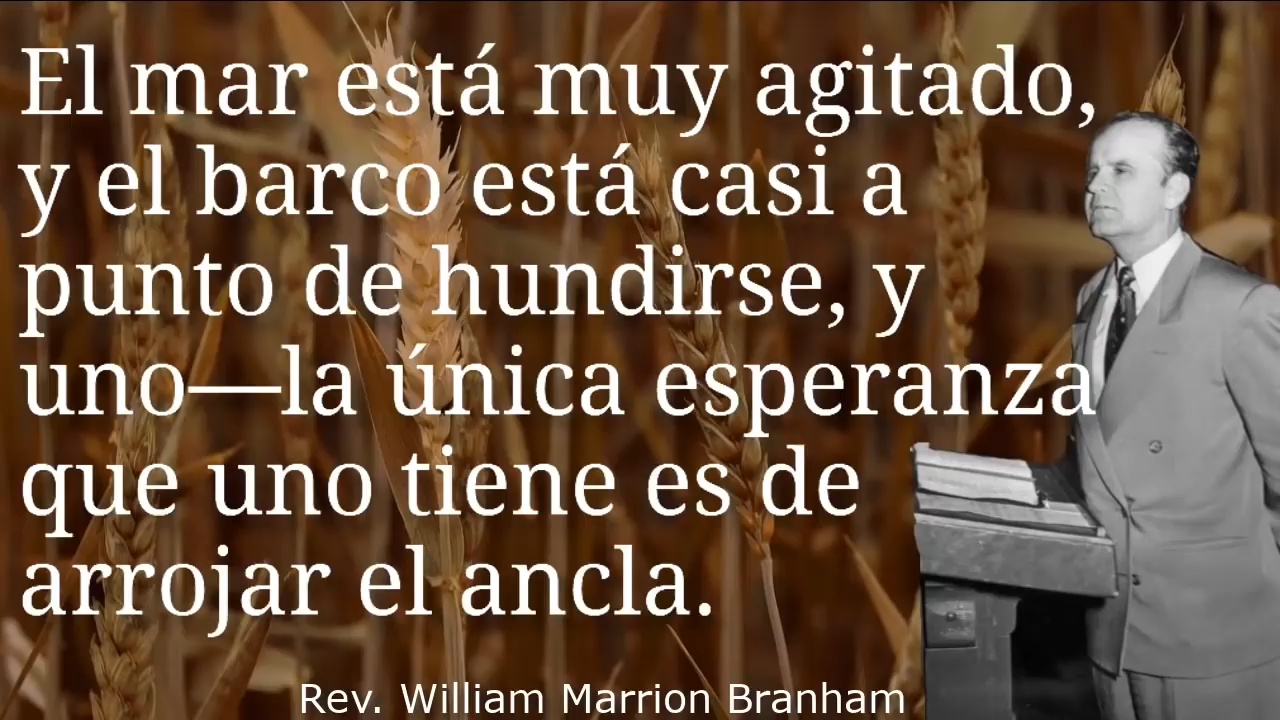 El mar está muy agitado,
y el barco está casi a
punto de hundirse, y
uno—la única esperanza
que uno tiene es de
arrojar el ancla.
Rev. William Marrion Branham